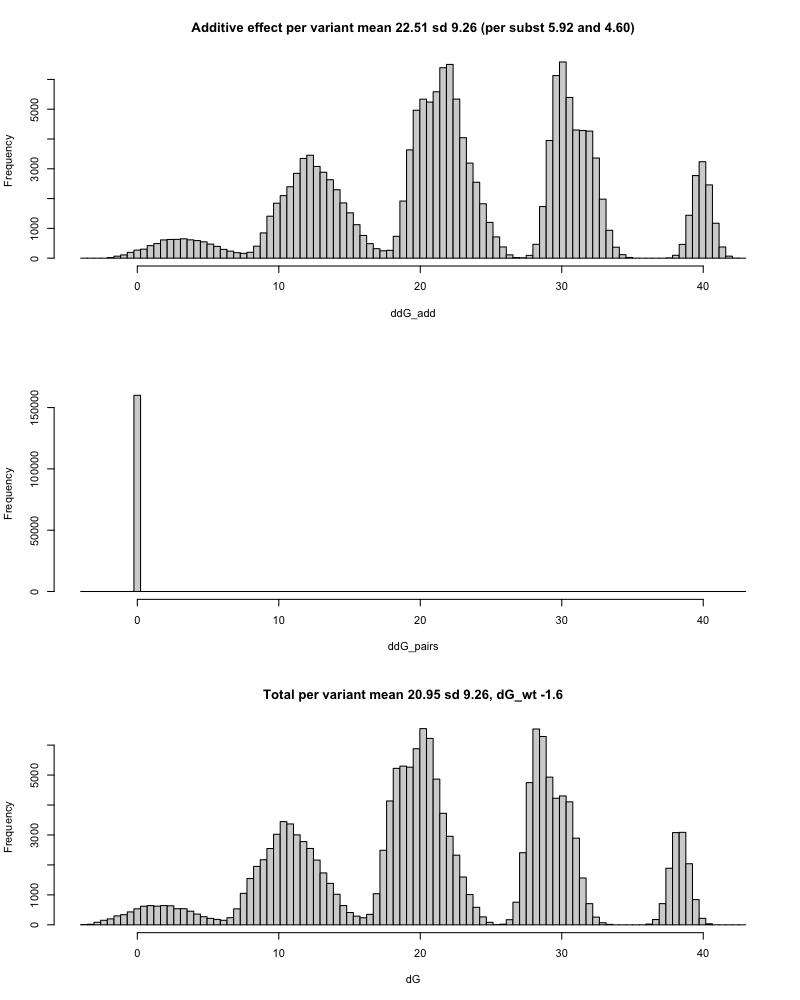 Additive effect per variant mean 22.51 sd 9.26 (per subst 5.92 and 4.60)
Frequency
0 1000 3000 5000
0 10 20 30 40
ddG_add
Frequency
0 50000 100000 150000
0 10 20 30 40
ddG_pairs
Total per variant mean 20.95 sd 9.26, dG_wt -1.6
Frequency
0 1000 3000 5000
0 10 20 30 40
dG